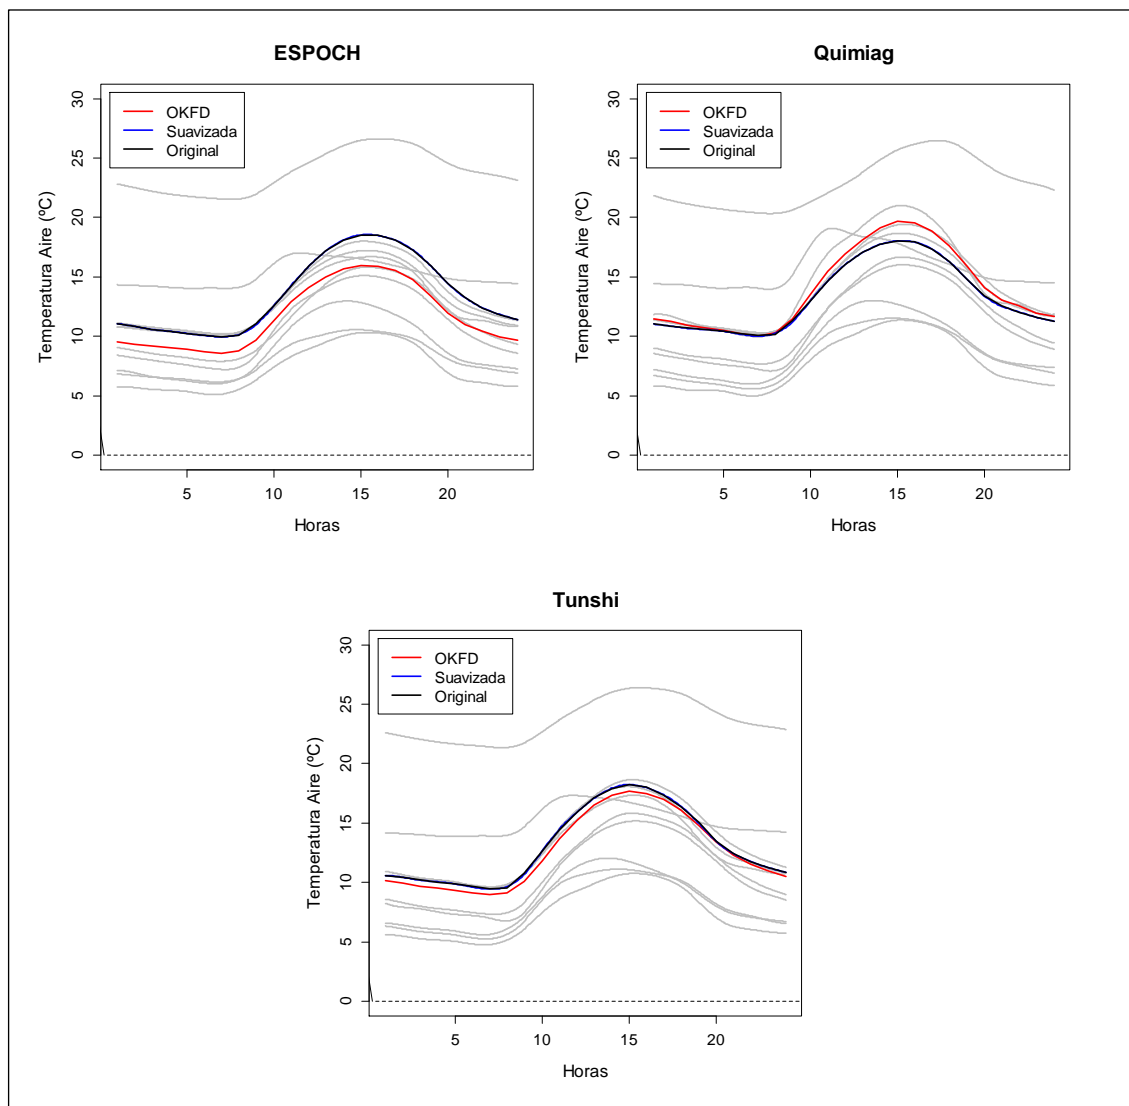 ESPOCH
OKFD
Suavizada
Original
Temperatura Aire (ºC)
30
25
20
15
10
5
0
5 10 15 20
Horas
Quimiag
OKFD
Suavizada
Original
Temperatura Aire (ºC)
30
25
20
15
10
5
0
5 10 15 20
Horas
Tunshi
OKFD
Suavizada
Original
Temperatura Aire (ºC)
30
25
20
15
10
5
0
5 10 15 20
Horas